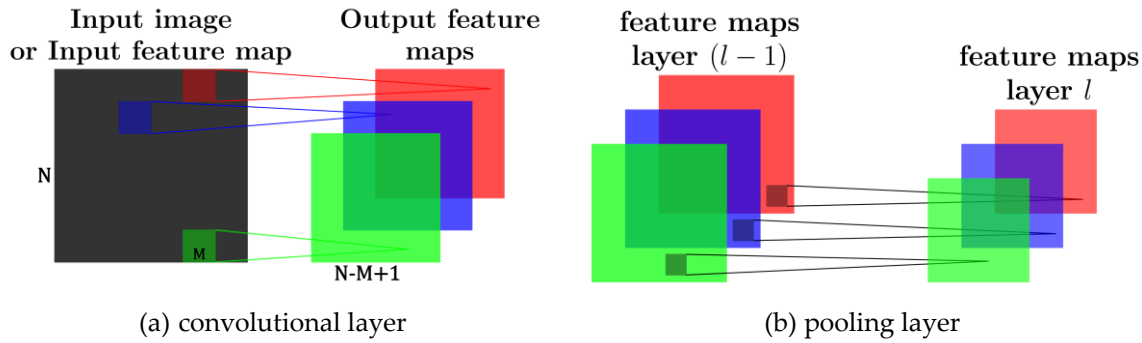 Input image
or Input feature map
Output feature
maps
N
M
N-M+1
(a) convolutional layer
feature maps
layer (l − 1)
feature maps
layer l
(b) pooling layer